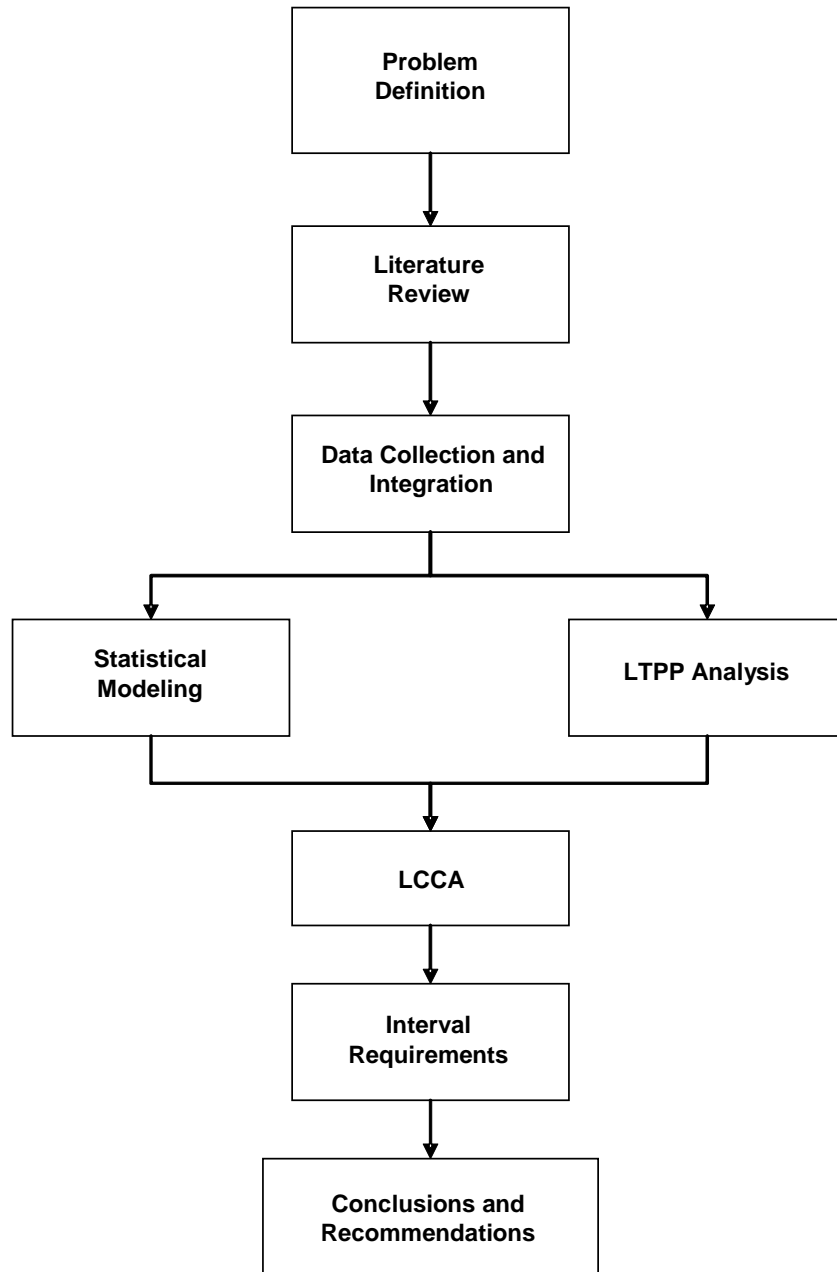 Problem
Definition
Literature
Review
Data Collection and
Integration
Statistical
Modeling
LTPP Analysis
LCCA
Interval
Requirements
Conclusions and
Recommendations